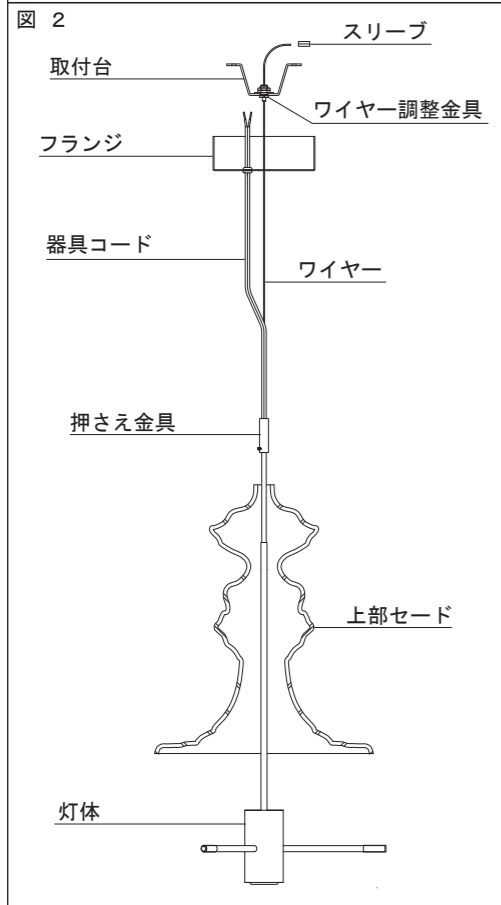 図 2
スリーブ
取付台
ワイヤー調整金具
フランジ
器具コード
ワイヤー
押さえ金具
上部セード
灯体